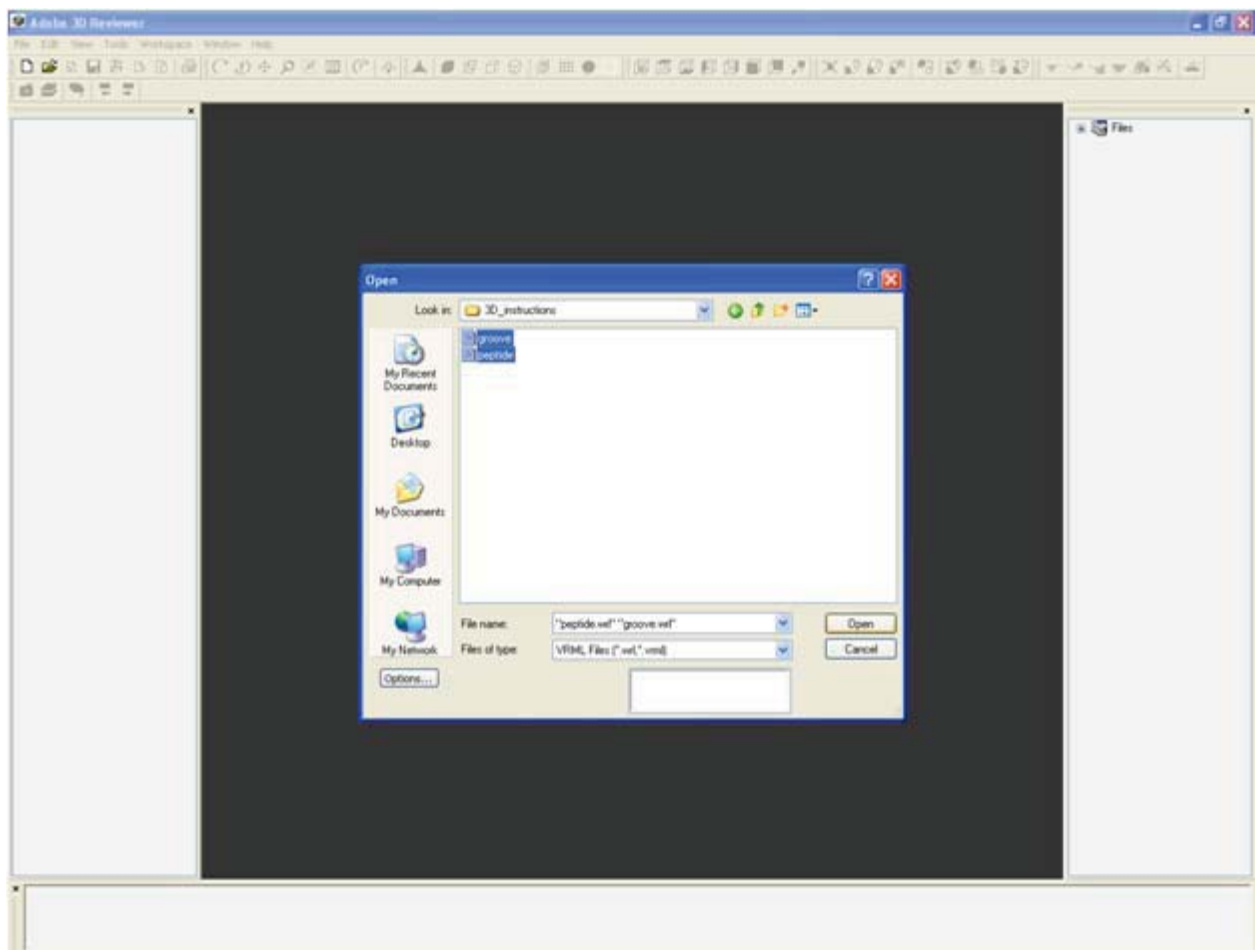 Adobe 3D Reviewer
File Edit View Tools Workspace Window Help
Files
Open
Look in: 3D_instructions
groove
peptide
My Recent
Documents
Desktop
My Documents
My Computer
My Network
File name: "peptide.wrl" "groove.wrl" Open
Files of type: VRML Files (*.wrl,*.vrml) Cancel
Options...